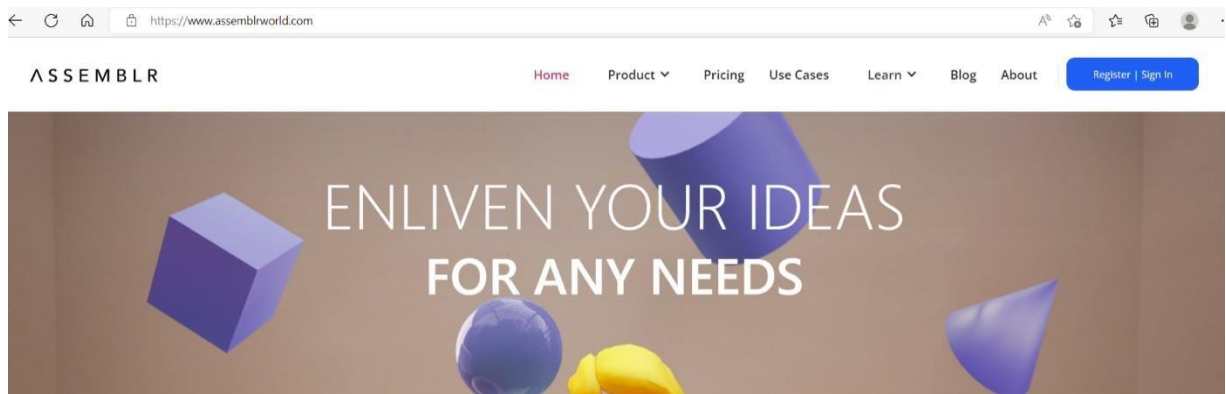 https://www.assemblrworld.com
ASSEMBLR Home Product Pricing Use Cases Learn Blog About Register | Sign In
ENLIVEN YOUR IDEAS
FOR ANY NEEDS